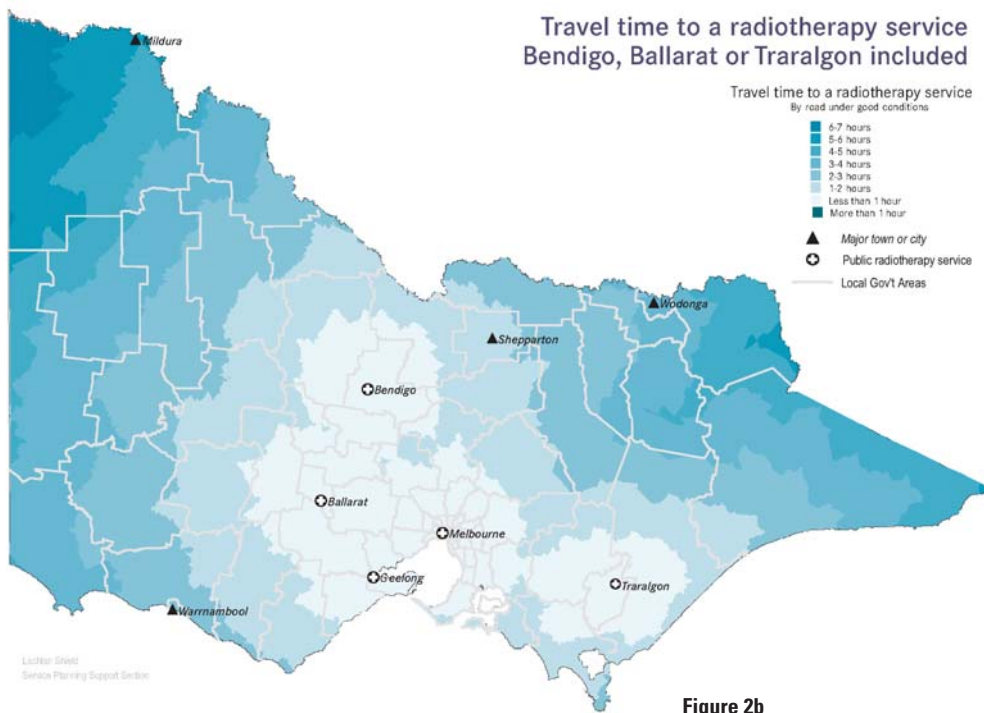 Travel time to a radiotherapy service
Bendigo, Ballarat or Traralgon included
Travel time to a radiotherapy service
By road under good conditions
6-7 hours
5-6 hours
4-5 hours
3-4 hours
2-3 hours
1-2 hours
Less than 1 hour
More than 1 hour
Major town or city
Public radiotherapy service
Local Gov't Areas
Mildura
Wodonga
Shepparton
Bendigo
Ballarat
Melbourne
Geelong
Traralgon
Warrnambool
Lachlan Shield
Service Planning Support Section
Figure 2b